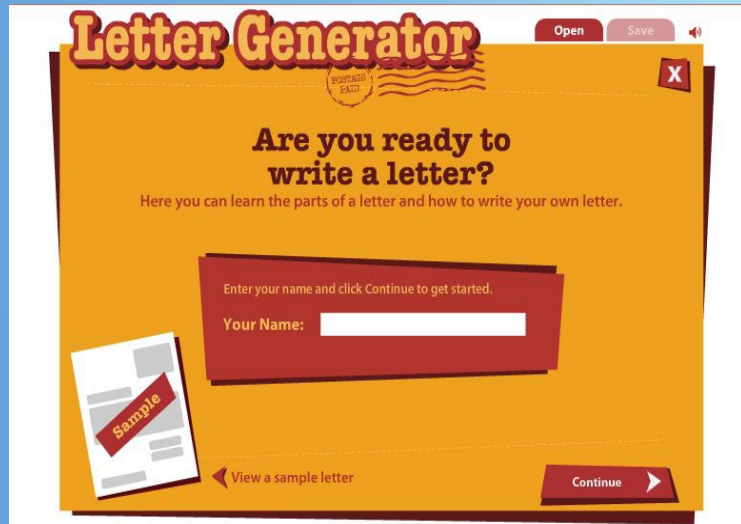 Letter Generator
Open
Save
POSTAGE
PAID
X
Are you ready to
write a letter?
Here you can learn the parts of a letter and how to write your own letter.
Enter your name and click Continue to get started.
Your Name:
Sample
View a sample letter
Continue